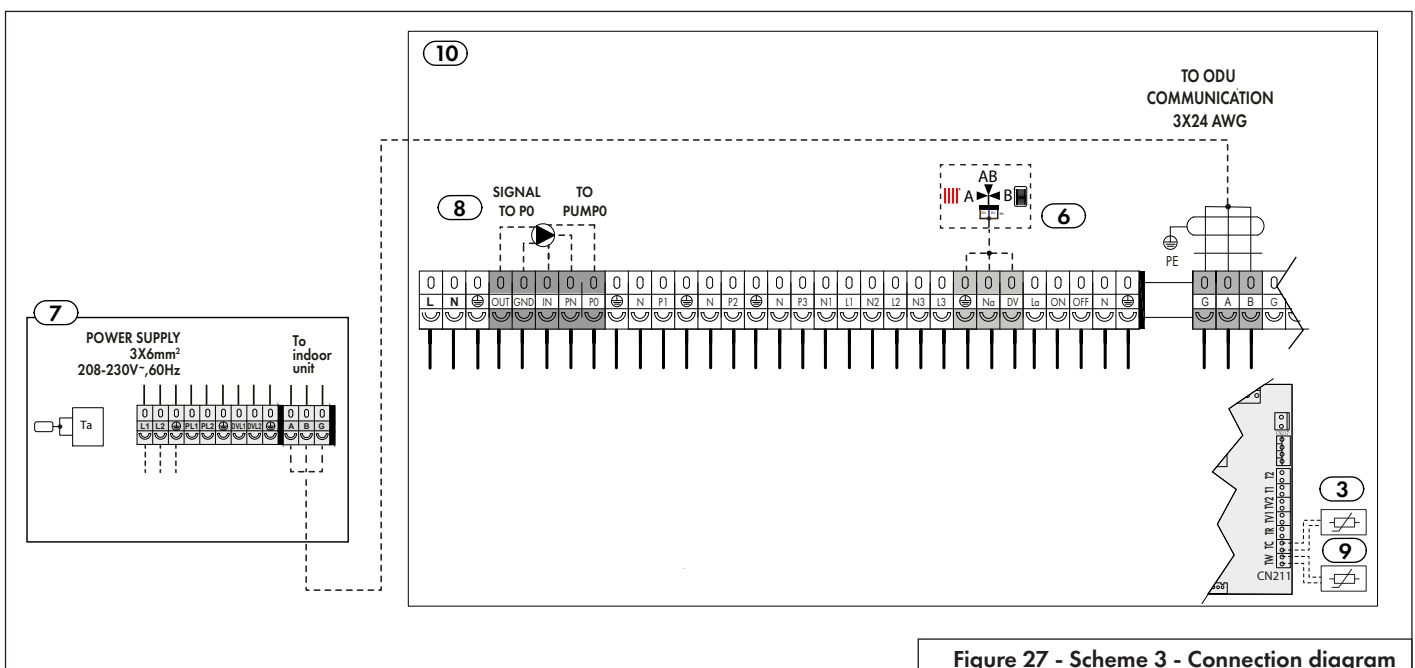 10
TO ODU
COMMUNICATION
3X24 AWG
8
SIGNAL
TO P0
TO
PUMP0
AB
A
B
6
PE
0 0 0 0 0 0 0 0 0 0 0 0 0 0 0 0 0 0 0 0 0 0 0 0 0 0 0 0 0 0 0 0 0 0
L N OUT GND IN PN P0 N P1 N P2 N P3 N1 L1 N2 L2 N3 L3 Na DV La ON OFF N G A B G
7
POWER SUPPLY
3X6mm²
208-230V~,60Hz
To
indoor
unit
Ta
0 0 0 0 0 0 0 0 0 0 0 0
L1 L2 PL1 PL2 DVL1 DVL2 A B G
TW TC TR TV1 TV2 T1 T2
CN211
3
9
Figure 27 - Scheme 3 - Connection diagram